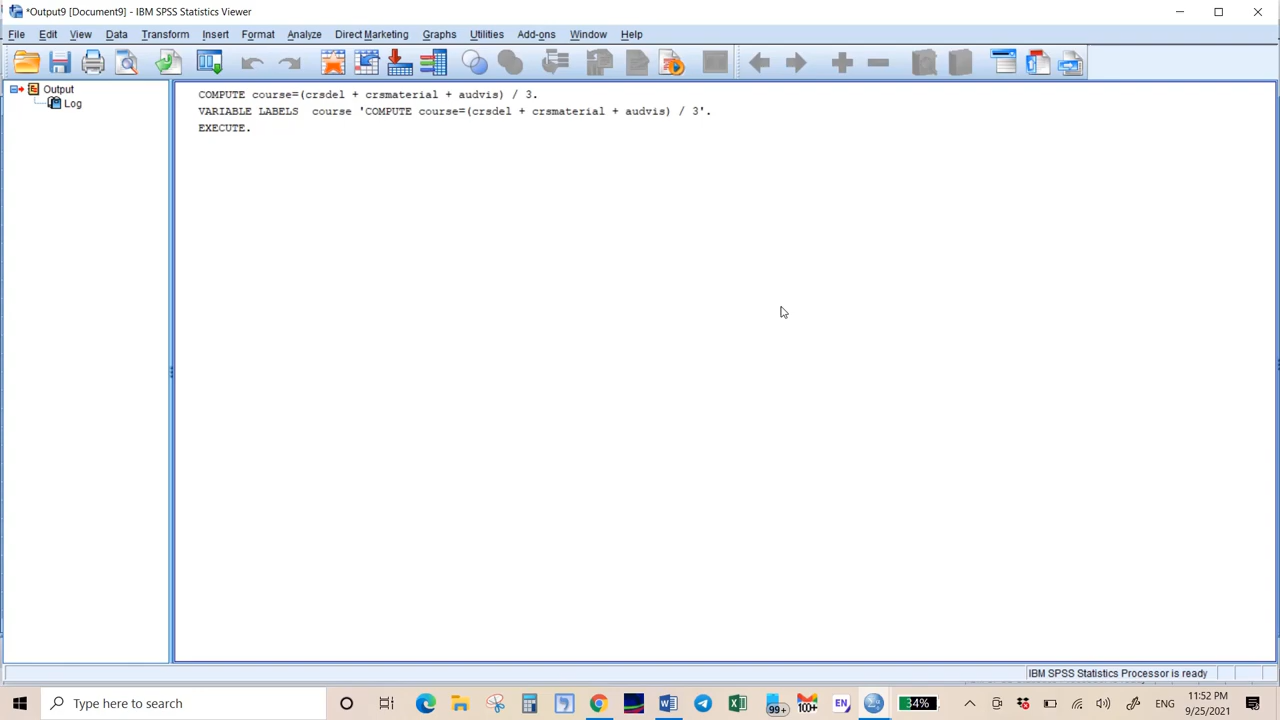 *Output9 [Document9] - IBM SPSS Statistics Viewer
File Edit View Data Transform Insert Format Analyze Direct Marketing Graphs Utilities Add-ons Window Help
Output
Log
COMPUTE course=(crsdel + crsmaterial + audvis) / 3.
VARIABLE LABELS  course 'COMPUTE course=(crsdel + crsmaterial + audvis) / 3'.
EXECUTE.
IBM SPSS Statistics Processor is ready
Type here to search
99+
100+
EN
34%
ENG
11:52 PM
9/25/2021